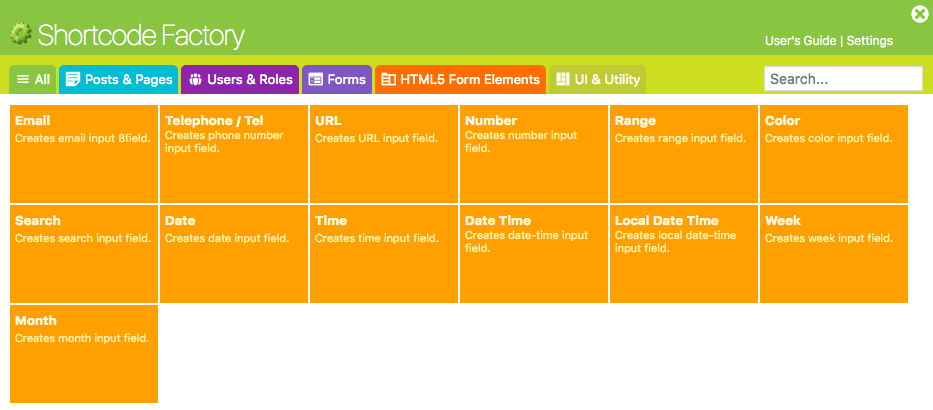 Shortcode Factory
User's Guide | Settings
All
Posts & Pages
Users & Roles
Forms
HTML5 Form Elements
UI & Utility
Search...
Email
Creates email input 8field.
Telephone / Tel
Creates phone number
input field.
URL
Creates URL input field.
Number
Creates number input
field.
Range
Creates range input field.
Color
Creates color input field.
Search
Creates search input field.
Date
Creates date input field.
Time
Creates time input field.
Date Time
Creates date-time input
field.
Local Date Time
Creates local date-time
input field.
Week
Creates week input field.
Month
Creates month input field.